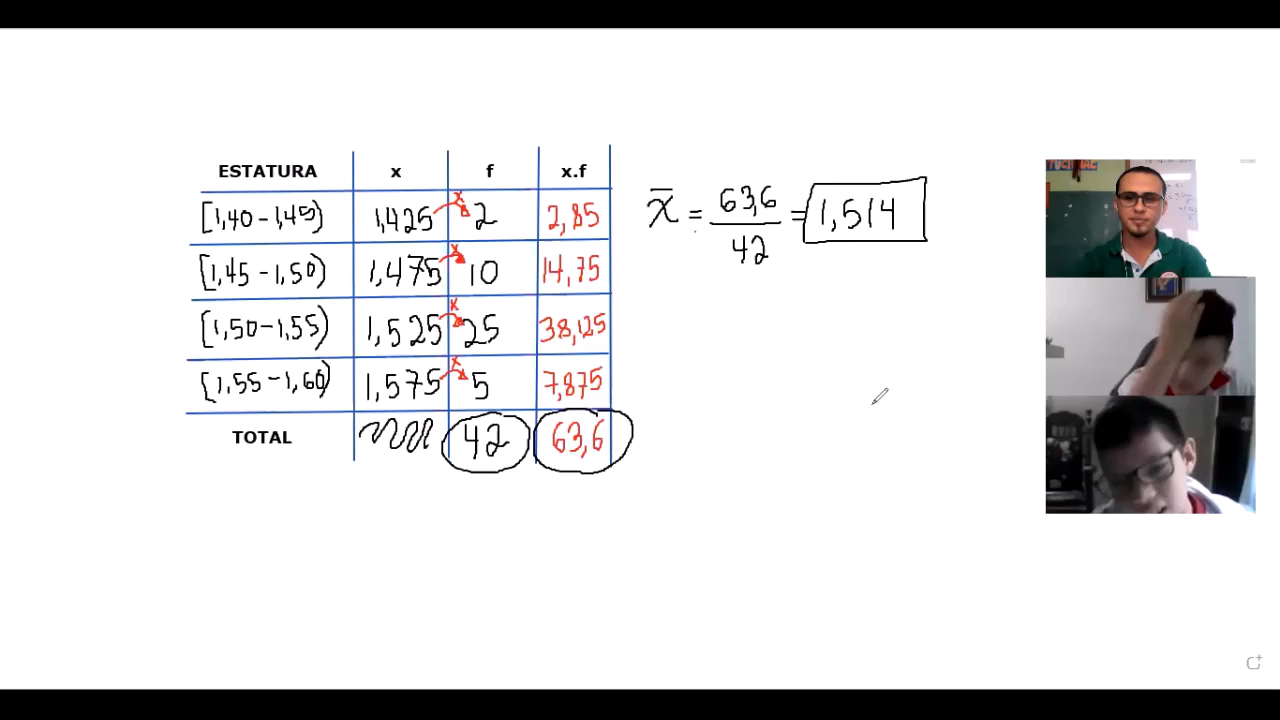 ESTATURA x f x.f
[1,40 - 1,45) 1,425 x 2 2,85
[1,45 - 1,50) 1,475 x 10 14,75
[1,50 - 1,55) 1,525 x 25 38,125
[1,55 - 1,60) 1,575 x 5 7,875
TOTAL 42 63,6
x̄ = 63,6 / 42 = 1,514